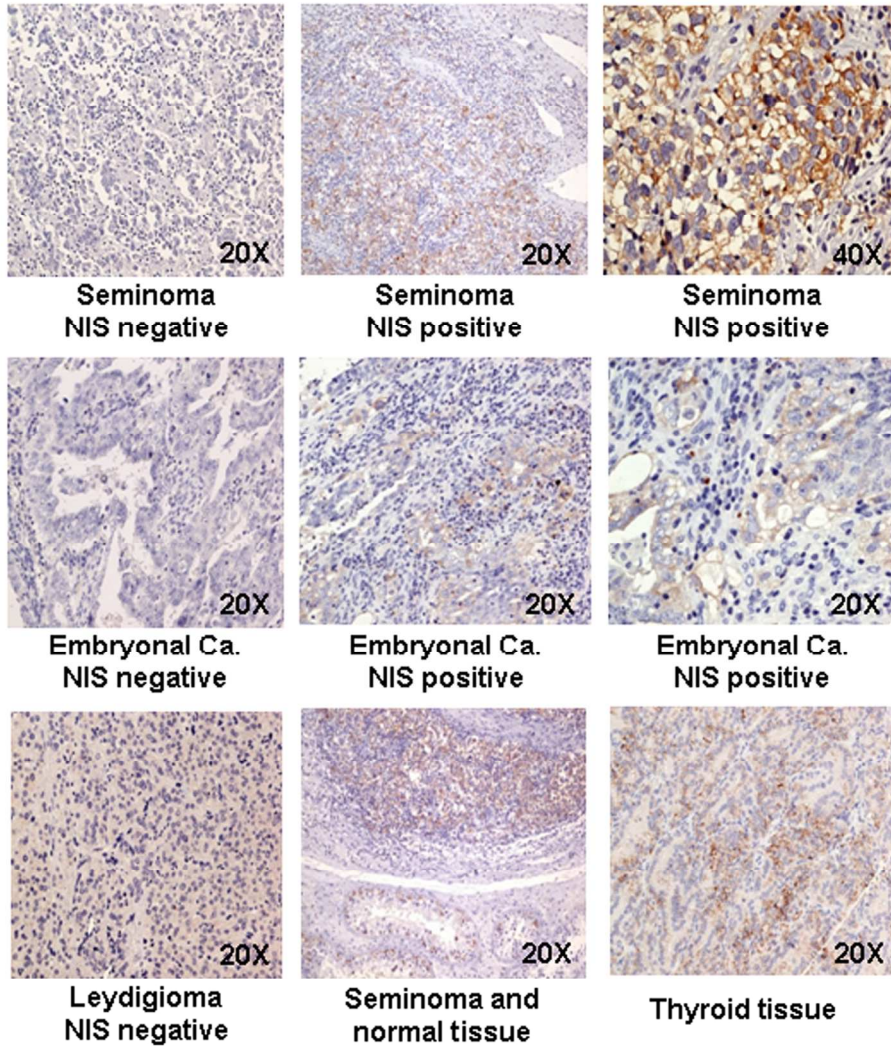 20X
20X
40X
Seminoma
NIS negative
Seminoma
NIS positive
Seminoma
NIS positive
20X
20X
20X
Embryonal Ca.
NIS negative
Embryonal Ca.
NIS positive
Embryonal Ca.
NIS positive
20X
20X
20X
Leydigioma
NIS negative
Seminoma and
normal tissue
Thyroid tissue